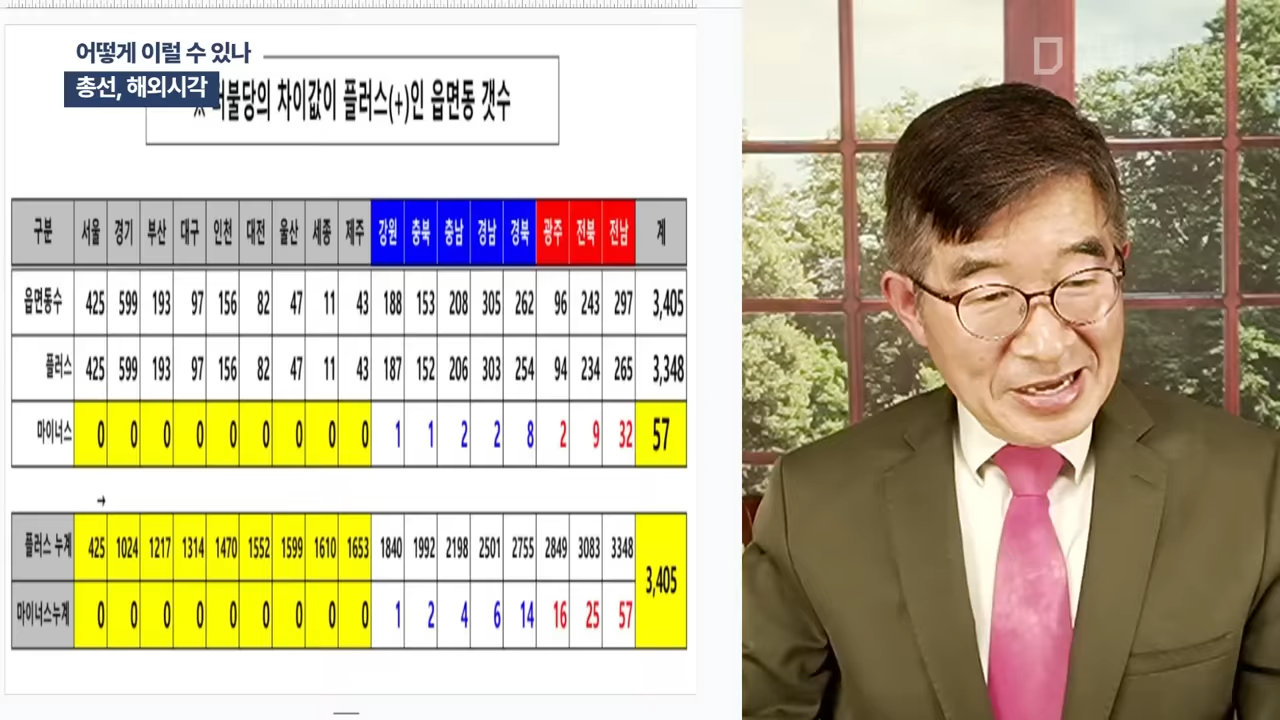 어떻게 이럴 수 있나
총선, 해외시각
불당의 차이값이 플러스(+)인 읍면동 갯수
구분 서울 경기 부산 대구 인천 대전 울산 세종 제주 강원 충북 충남 경남 경북 광주 전북 전남 계
읍면동수 425 599 193 97 156 82 47 11 43 188 153 208 305 262 96 243 297 3,405
플러스 425 599 193 97 156 82 47 11 43 187 152 206 303 254 94 234 265 3,348
마이너스 0 0 0 0 0 0 0 0 0 1 1 2 2 8 2 9 32 57
→
플러스 누계 425 1024 1217 1314 1470 1552 1599 1610 1653 1840 1992 2198 2501 2755 2849 3083 3348 3,405
마이너스누계 0 0 0 0 0 0 0 0 0 1 2 4 6 14 16 25 57